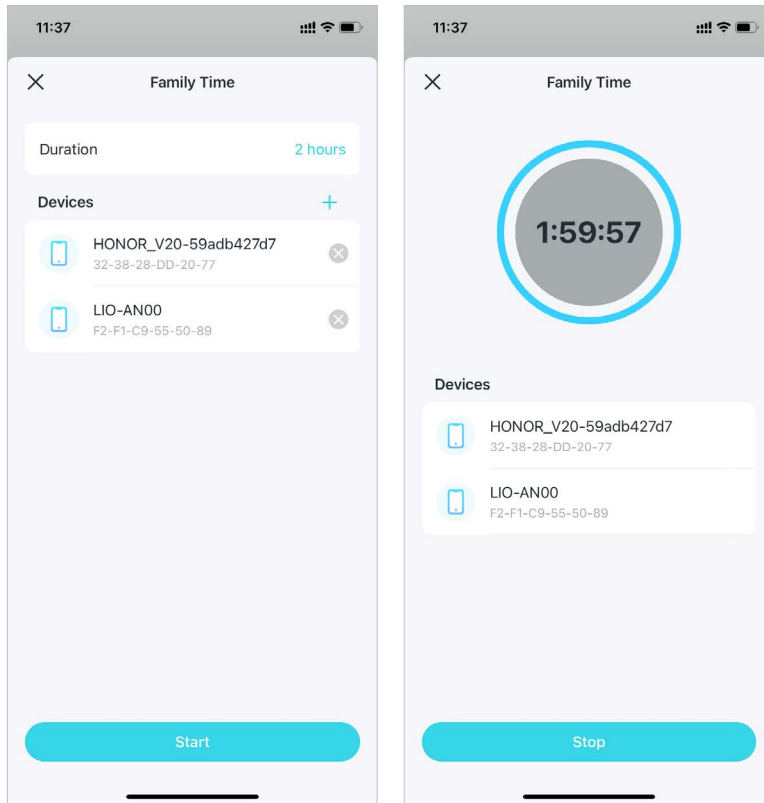 11:37
Family Time
Duration 2 hours
Devices
HONOR_V20-59adb427d7
32-38-28-DD-20-77
LIO-AN00
F2-F1-C9-55-50-89
Start
11:37
Family Time
1:59:57
Devices
HONOR_V20-59adb427d7
32-38-28-DD-20-77
LIO-AN00
F2-F1-C9-55-50-89
Stop